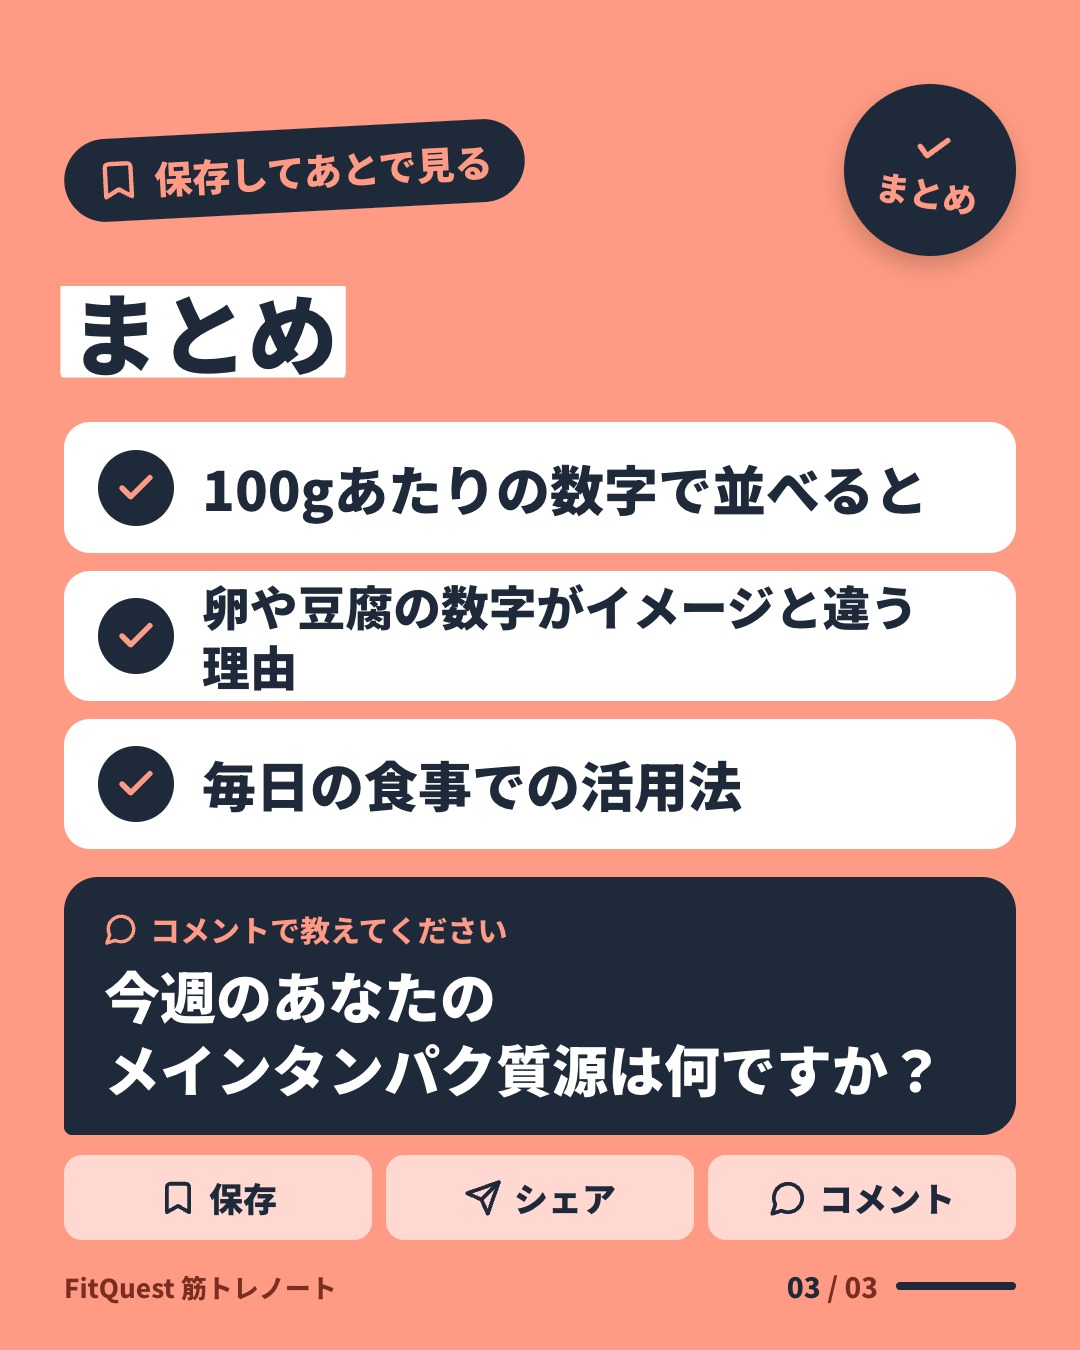 保存してあとで見る
まとめ
まとめ
100gあたりの数字で並べると
卵や豆腐の数字がイメージと違う
理由
毎日の食事での活用法
コメントで教えてください
今週のあなたの
メインタンパク質源は何ですか？
保存
シェア
コメント
FitQuest 筋トレノート
03 / 03